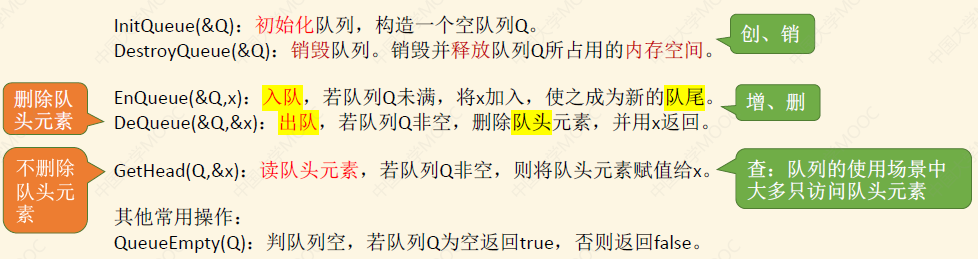 InitQueue(&Q)：初始化队列，构造一个空队列Q。
DestroyQueue(&Q)：销毁队列。销毁并释放队列Q所占用的内存空间。
创、销
删除队
头元素
EnQueue(&Q,x)：入队，若队列Q未满，将x加入，使之成为新的队尾。
DeQueue(&Q,&x)：出队，若队列Q非空，删除队头元素，并用x返回。
增、删
不删除
队头元
素
GetHead(Q,&x)：读队头元素，若队列Q非空，则将队头元素赋值给x。
查：队列的使用场景中
大多只访问队头元素
其他常用操作：
QueueEmpty(Q)：判队列空，若队列Q为空返回true，否则返回false。